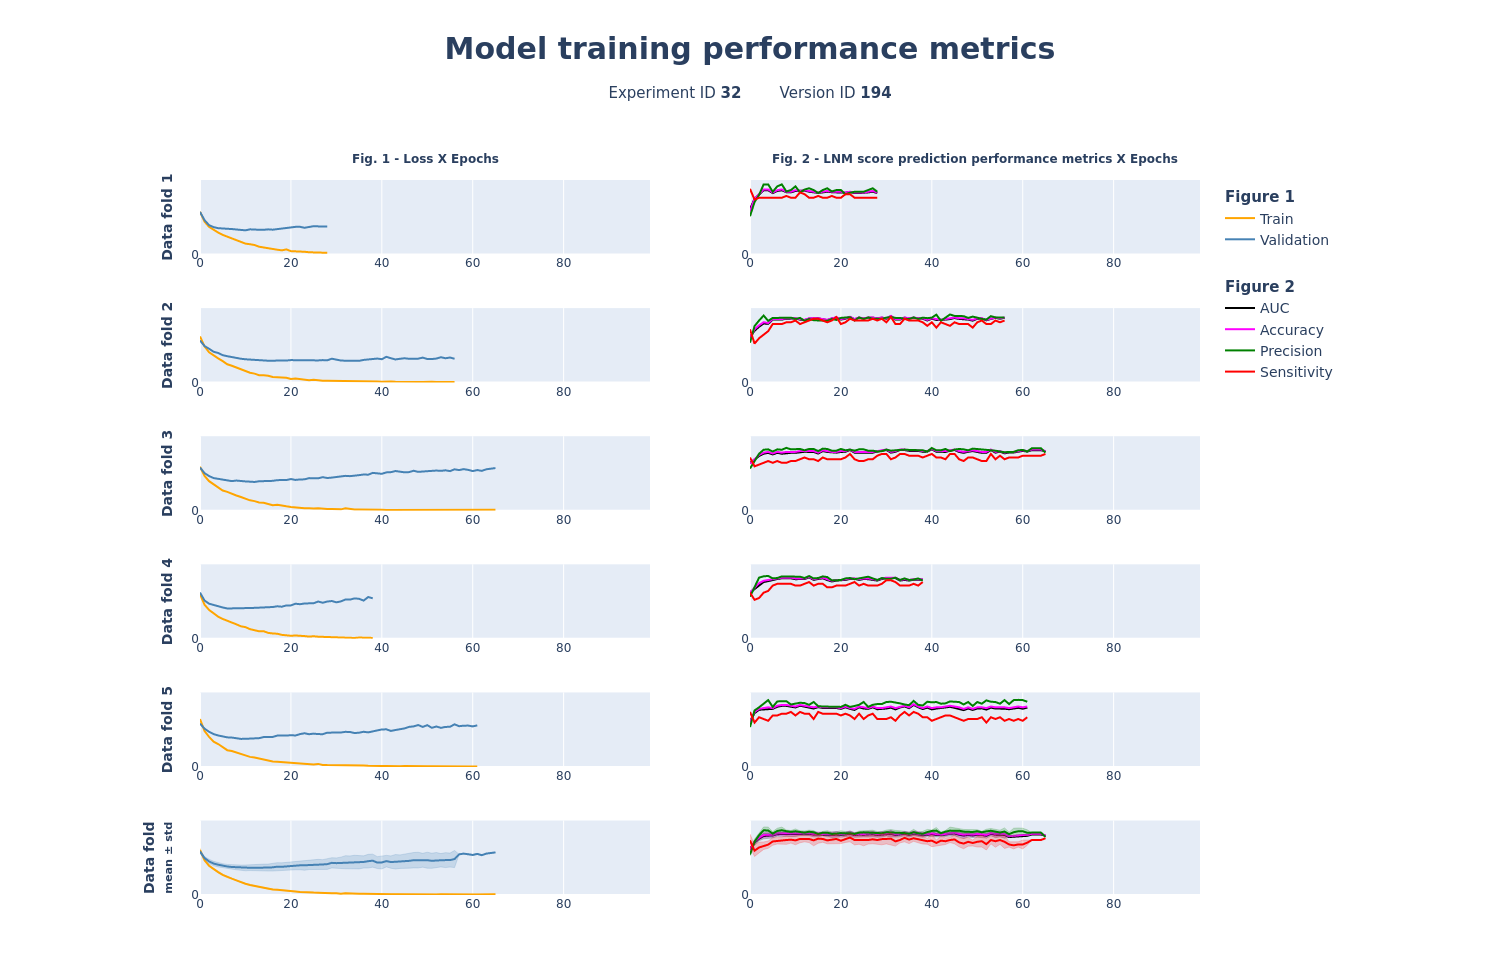 Model training performance metrics
Experiment ID 32 Version ID 194
Fig. 1 - Loss X Epochs
Fig. 2 - LNM score prediction performance metrics X Epochs
Data fold 1
0
0 20 40 60 80
0
0 20 40 60 80
Figure 1
Train
Validation
Figure 2
AUC
Accuracy
Precision
Sensitivity
Data fold 2
0
0 20 40 60 80
0
0 20 40 60 80
Data fold 3
0
0 20 40 60 80
0
0 20 40 60 80
Data fold 4
0
0 20 40 60 80
0
0 20 40 60 80
Data fold 5
0
0 20 40 60 80
0
0 20 40 60 80
Data fold
mean ± std
0
0 20 40 60 80
0
0 20 40 60 80